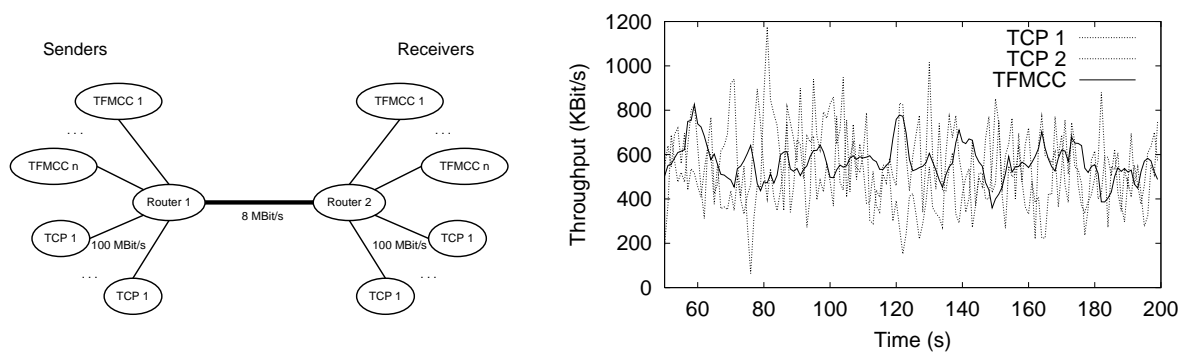 Senders
Receivers
TFMCC 1
TFMCC 1
. . .
. . .
TFMCC n
TFMCC n
Router 1
Router 2
8 MBit/s
TCP 1
100 MBit/s
100 MBit/s
TCP 1
. . .
. . .
TCP 1
TCP 1
Throughput (KBit/s)
1200
1000
800
600
400
200
0
TCP 1
TCP 2
TFMCC
60 80 100 120 140 160 180 200
Time (s)